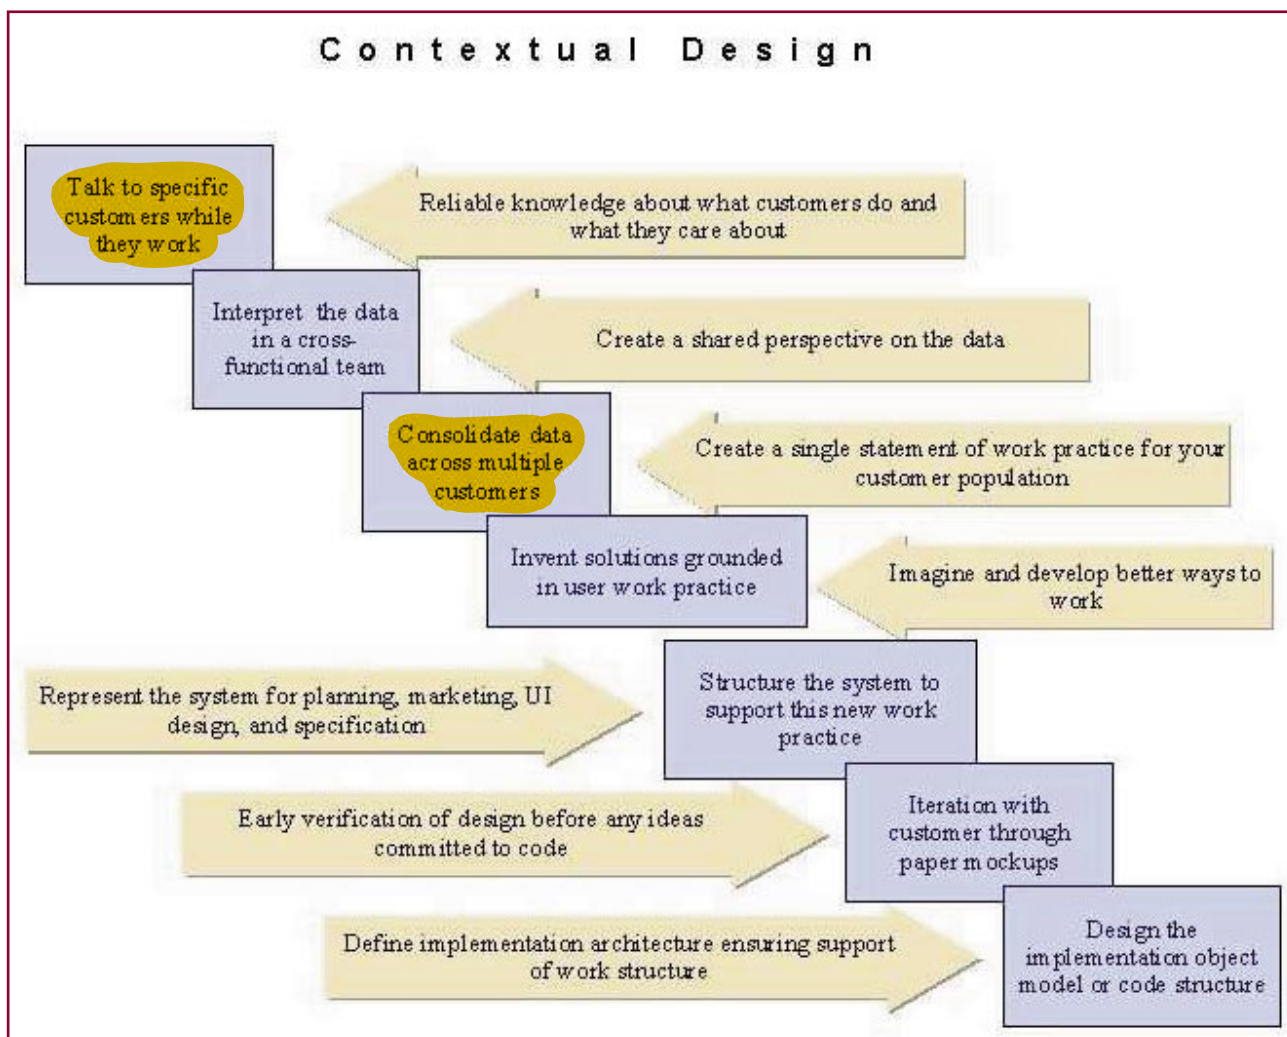 Contextual Design
Talk to specific
customers while
they work
Reliable knowledge about what customers do and
what they care about
Interpret the data
in a cross-
functional team
Create a shared perspective on the data
Consolidate data
across multiple
customers
Create a single statement of work practice for your
customer population
Invent solutions grounded
in user work practice
Imagine and develop better ways to
work
Represent the system for planning, marketing, UI
design, and specification
Structure the system to
support this new work
practice
Early verification of design before any ideas
committed to code
Iteration with
customer through
paper mockups
Define implementation architecture ensuring support
of work structure
Design the
implementation object
model or code structure